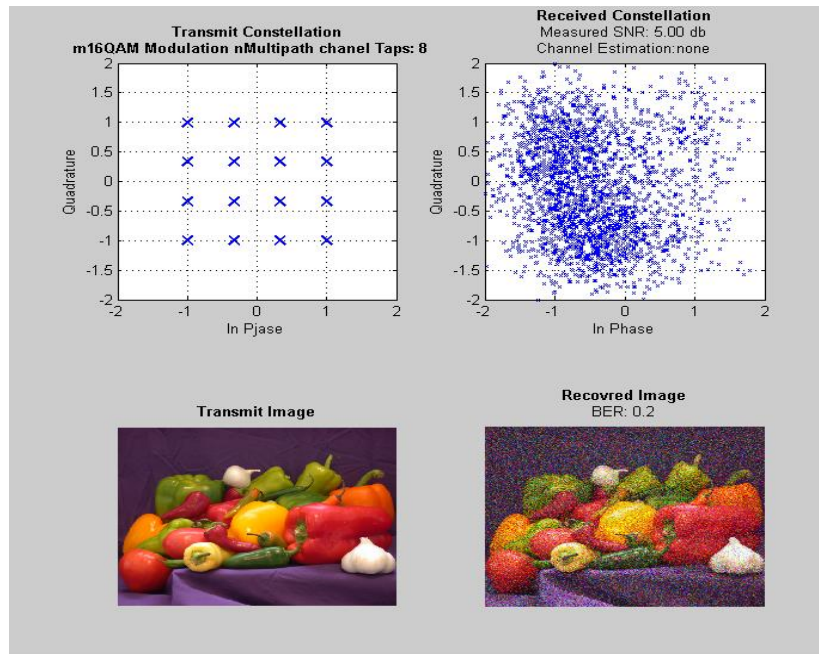 Transmit Constellation
m16QAM Modulation nMultipath chanel Taps: 8
2
1.5
1
0.5
0
-0.5
-1
-1.5
-2
Quadrature
-2
-1
0
1
2
In Pjase
Received Constellation
Measured SNR: 5.00 db
Channel Estimation:none
2
1.5
1
0.5
0
-0.5
-1
-1.5
-2
Quadrature
-2
-1
0
1
2
In Phase
Transmit Image
Recovred Image
BER: 0.2